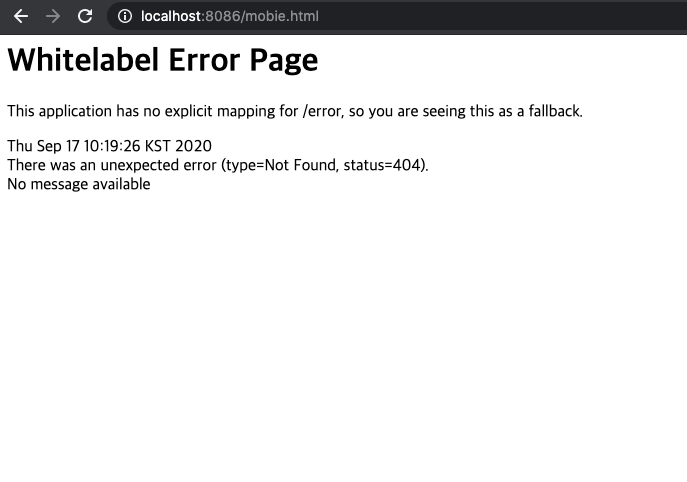 localhost:8086/mobie.html
Whitelabel Error Page
This application has no explicit mapping for /error, so you are seeing this as a fallback.
Thu Sep 17 10:19:26 KST 2020
There was an unexpected error (type=Not Found, status=404).
No message available